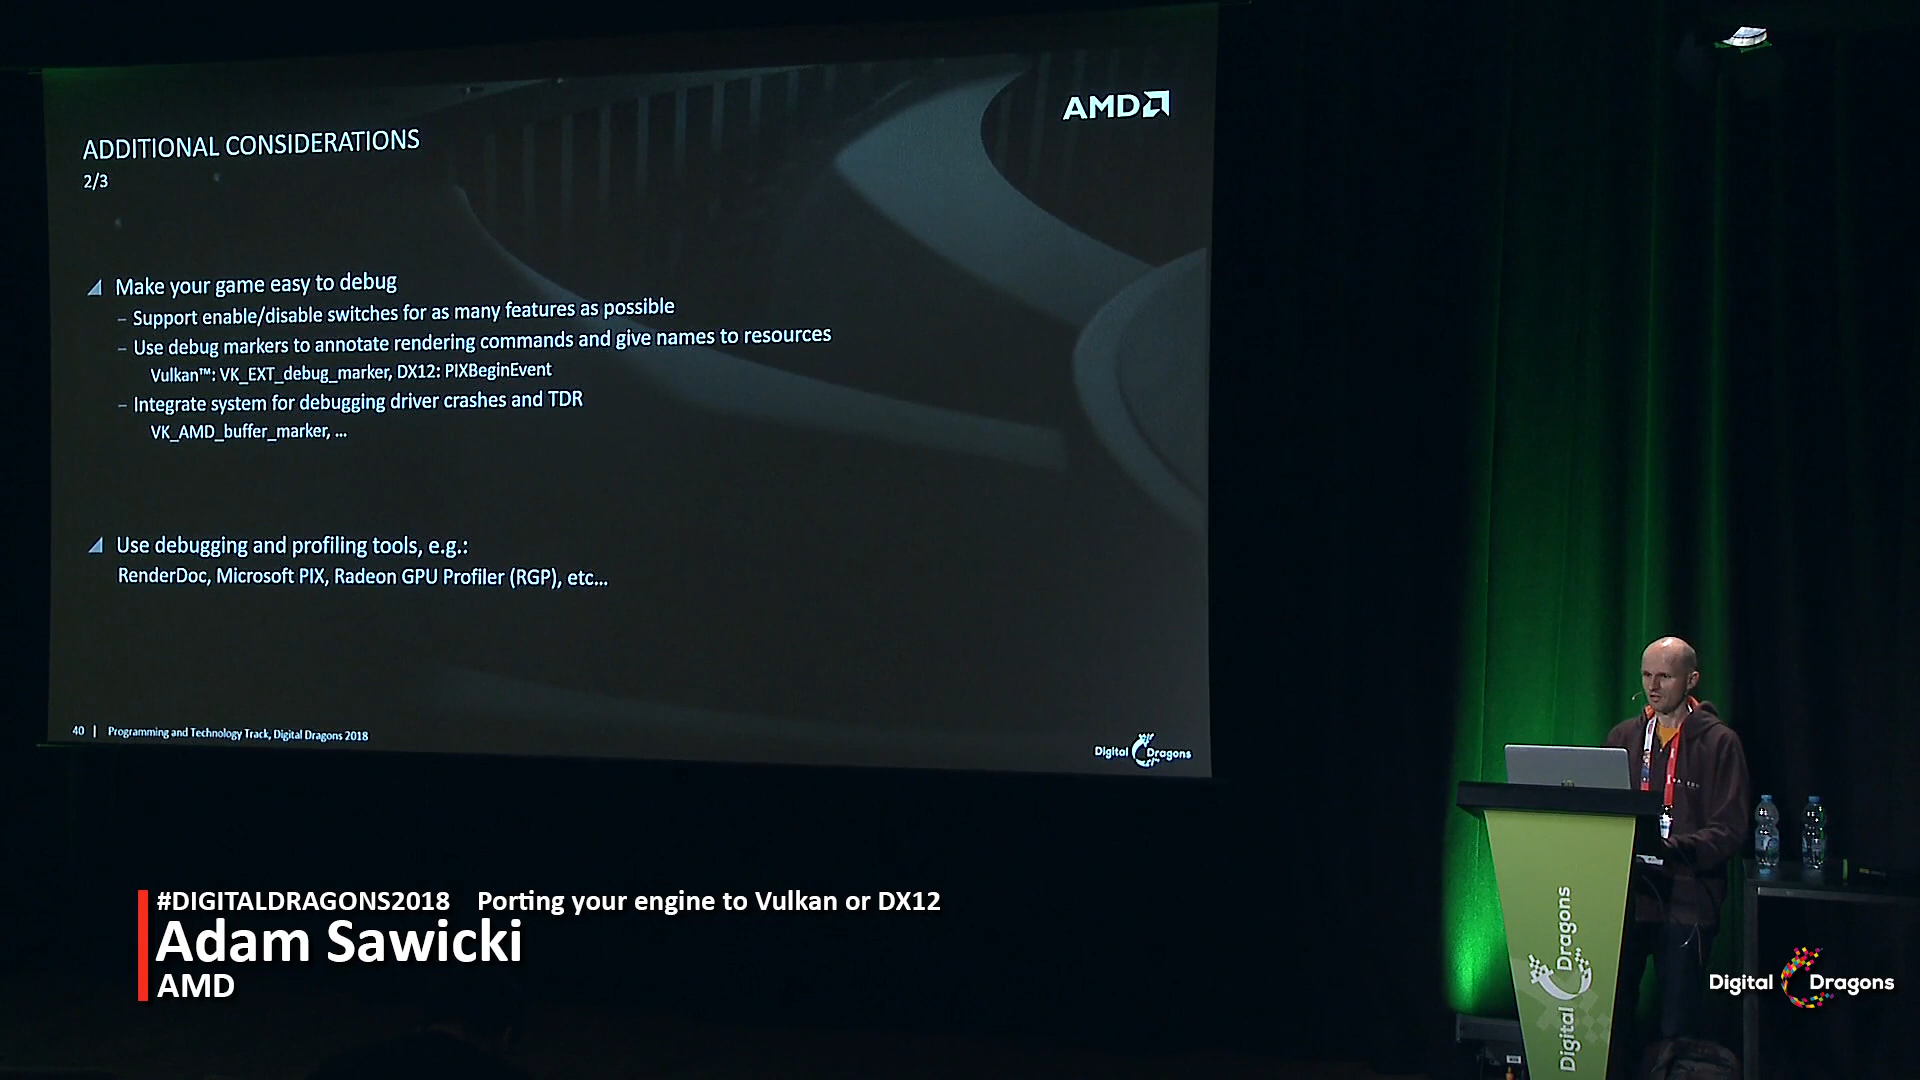 AMD
ADDITIONAL CONSIDERATIONS
2/3
Make your game easy to debug
– Support enable/disable switches for as many features as possible
– Use debug markers to annotate rendering commands and give names to resources
Vulkan™: VK_EXT_debug_marker, DX12: PIXBeginEvent
– Integrate system for debugging driver crashes and TDR
VK_AMD_buffer_marker, ...
Use debugging and profiling tools, e.g.:
RenderDoc, Microsoft PIX, Radeon GPU Profiler (RGP), etc...
40 | Programming and Technology Track, Digital Dragons 2018
Digital Dragons
#DIGITALDRAGONS2018 Porting your engine to Vulkan or DX12
Adam Sawicki
AMD
Digital Dragons
Digital Dragons